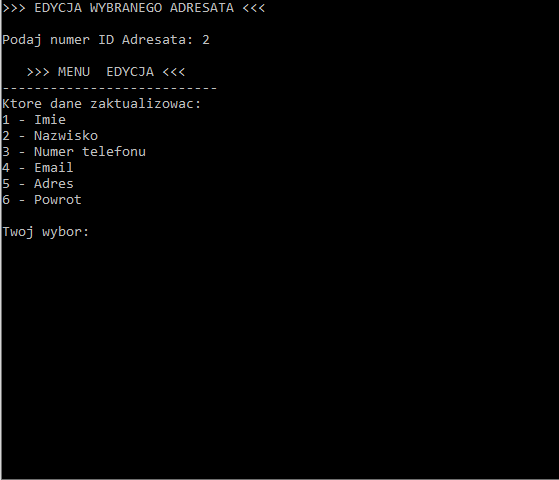 >>> EDYCJA WYBRANEGO ADRESATA <<<
Podaj numer ID Adresata: 2
>>> MENU  EDYCJA <<<
---------------------------
Ktore dane zaktualizowac:
1 - Imie
2 - Nazwisko
3 - Numer telefonu
4 - Email
5 - Adres
6 - Powrot
Twoj wybor: